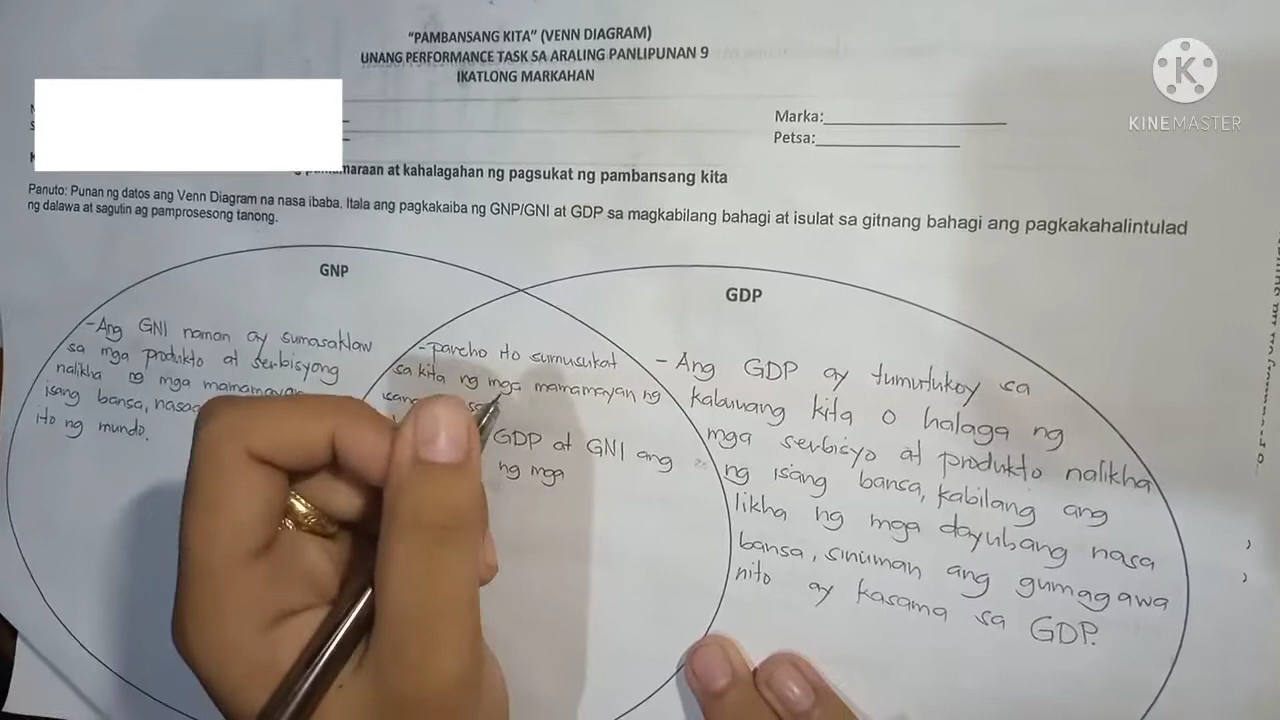 "PAMBANSANG KITA" (VENN DIAGRAM)
UNANG PERFORMANCE TASK SA ARALING PANLIPUNAN 9
IKATLONG MARKAHAN
KINEMASTER
Marka:
Petsa:
at kahalagahan ng pagsukat ng pambansang kita
Panuto: Punan ng datos ang Venn Diagram na nasa ibaba. Itala ang pagkakaiba ng GNP/GNI at GDP sa magkabilang bahagi at isulat sa gitnang bahagi ang pagkakahalintulad
ng dalawa at sagutin ag pamprosesong tanong.
GNP
- Ang GNI naman ay sumasaklaw
sa mga produkto at serbisyong
nalikha ng mga mamamayan
isang bansa,
ito ng mundo.
- pareho ito sumusukat
sa kita ng mga mamamayan ng
GDP at GNI ang
ng mga
GDP
- Ang GDP ay tumutukoy sa
kabuuang kita o halaga ng
mga serbisyo at produkto nalikha
ng isang bansa, kabilang ang
likha ng mga dayuhang nasa
bansa, sinuman ang gumagawa
nito ay kasama sa GDP.